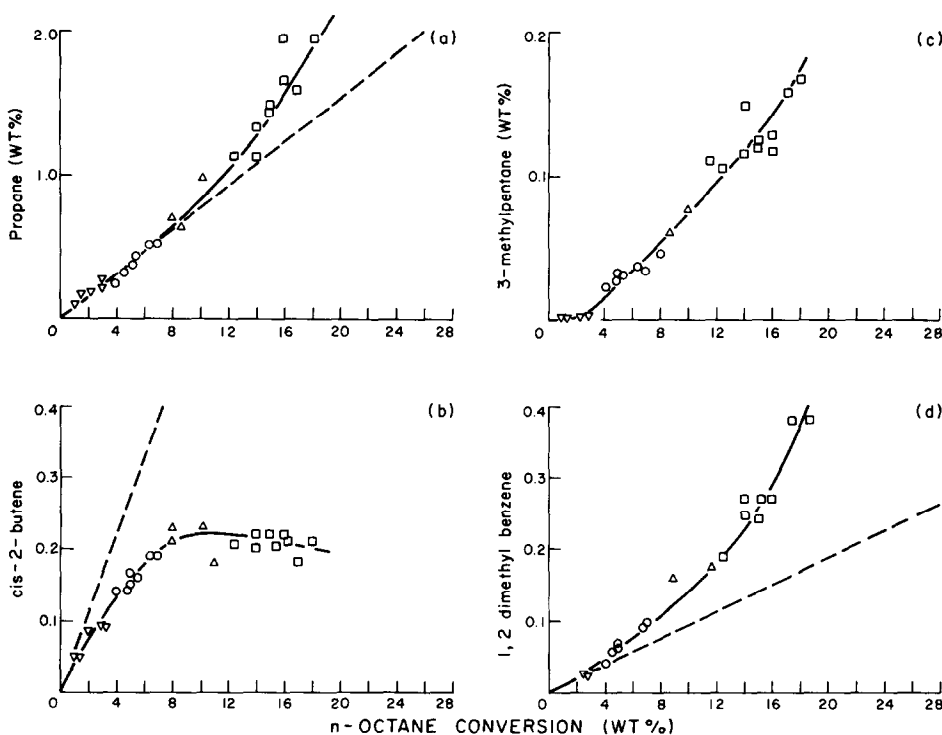 (a)
2.0
1.0
Propane (WT%)
0 4 8 12 16 20 24 28
(c)
0.2
0.1
3-methylpentane (WT%)
0 4 8 12 16 20 24 28
(b)
0.4
0.3
0.2
0.1
cis-2-butene
0 4 8 12 16 20 24 28
(d)
0.4
0.3
0.2
0.1
1,2 dimethyl benzene
0 4 8 12 16 20 24 28
n-OCTANE CONVERSION (WT%)